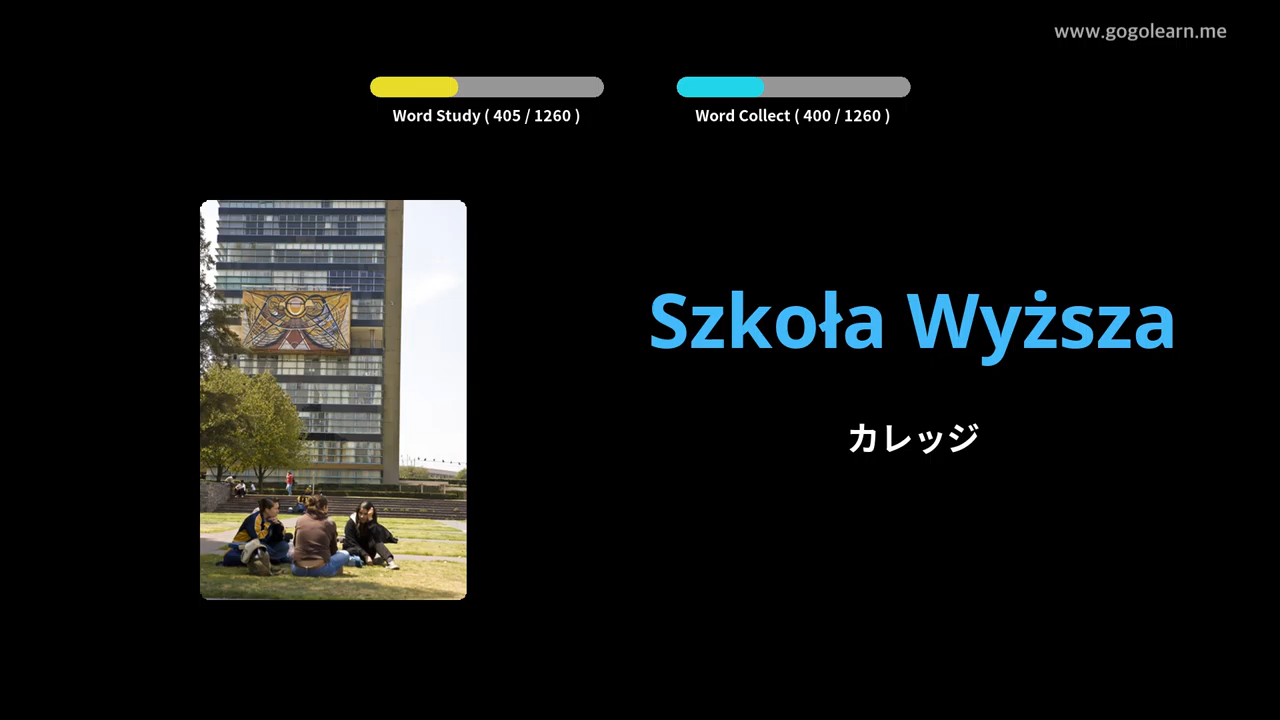 www.gogolearn.me
Word Study ( 405 / 1260 )
Word Collect ( 400 / 1260 )
Szkoła Wyższa
カレッジ